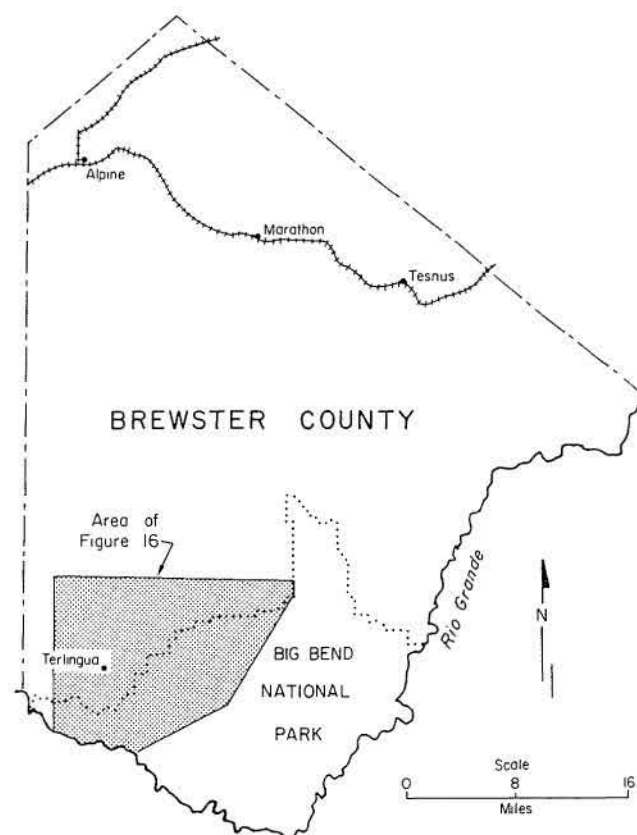 Alpine
Marathon
Tesnus
BREWSTER COUNTY
Area of
Figure 16
Rio Grande
N
Terlingua
BIG BEND
NATIONAL
PARK
Scale
0 8 16
Miles